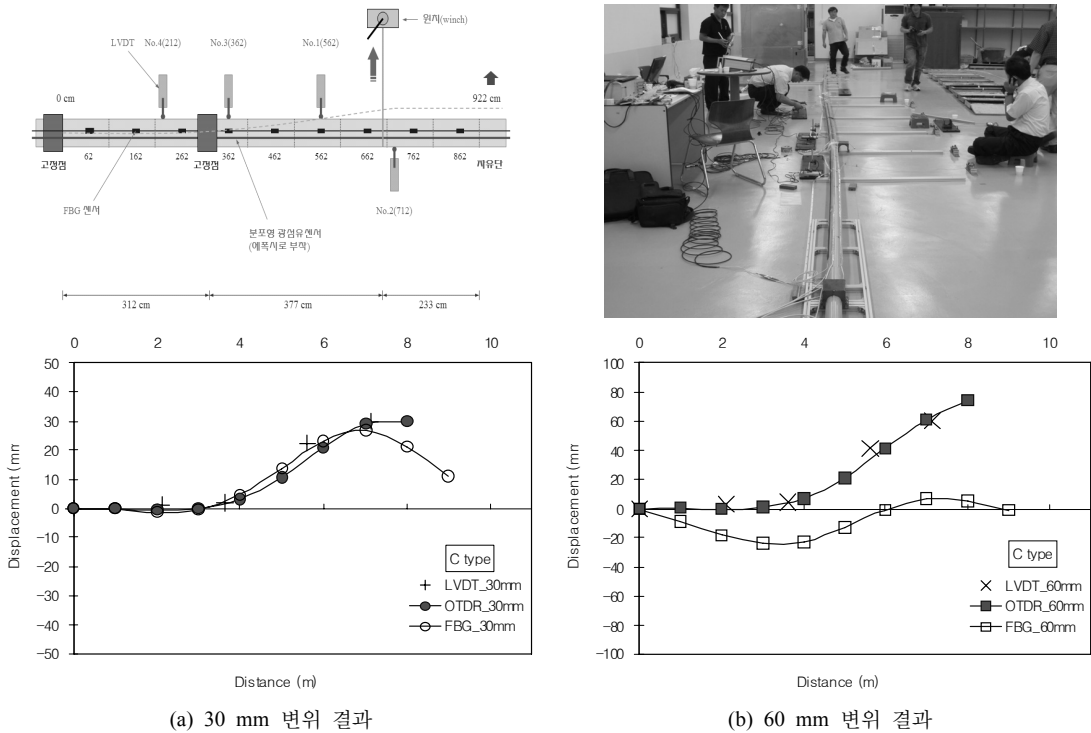 윈치(winch)
LVDT No.4(212) No.3(362) No.1(562)
0 cm
922 cm
62 162 262 362 462 562 662 762 862
고정점 고정점 자유단
FBG 센서
No.2(712)
분포형 광섬유센서
(에폭시로 부착)
312 cm 377 cm 233 cm
0 2 4 6 8 10
50
40
30
20
10
0
-10
-20
-30
-40
-50
Displacement (mm
C type
LVDT_30mm
OTDR_30mm
FBG_30mm
Distance (m)
(a) 30 mm 변위 결과
0 2 4 6 8 10
100
80
60
40
20
0
-20
-40
-60
-80
-100
Displacement (mm
C type
LVDT_60mm
OTDR_60mm
FBG_60mm
Distance (m)
(b) 60 mm 변위 결과